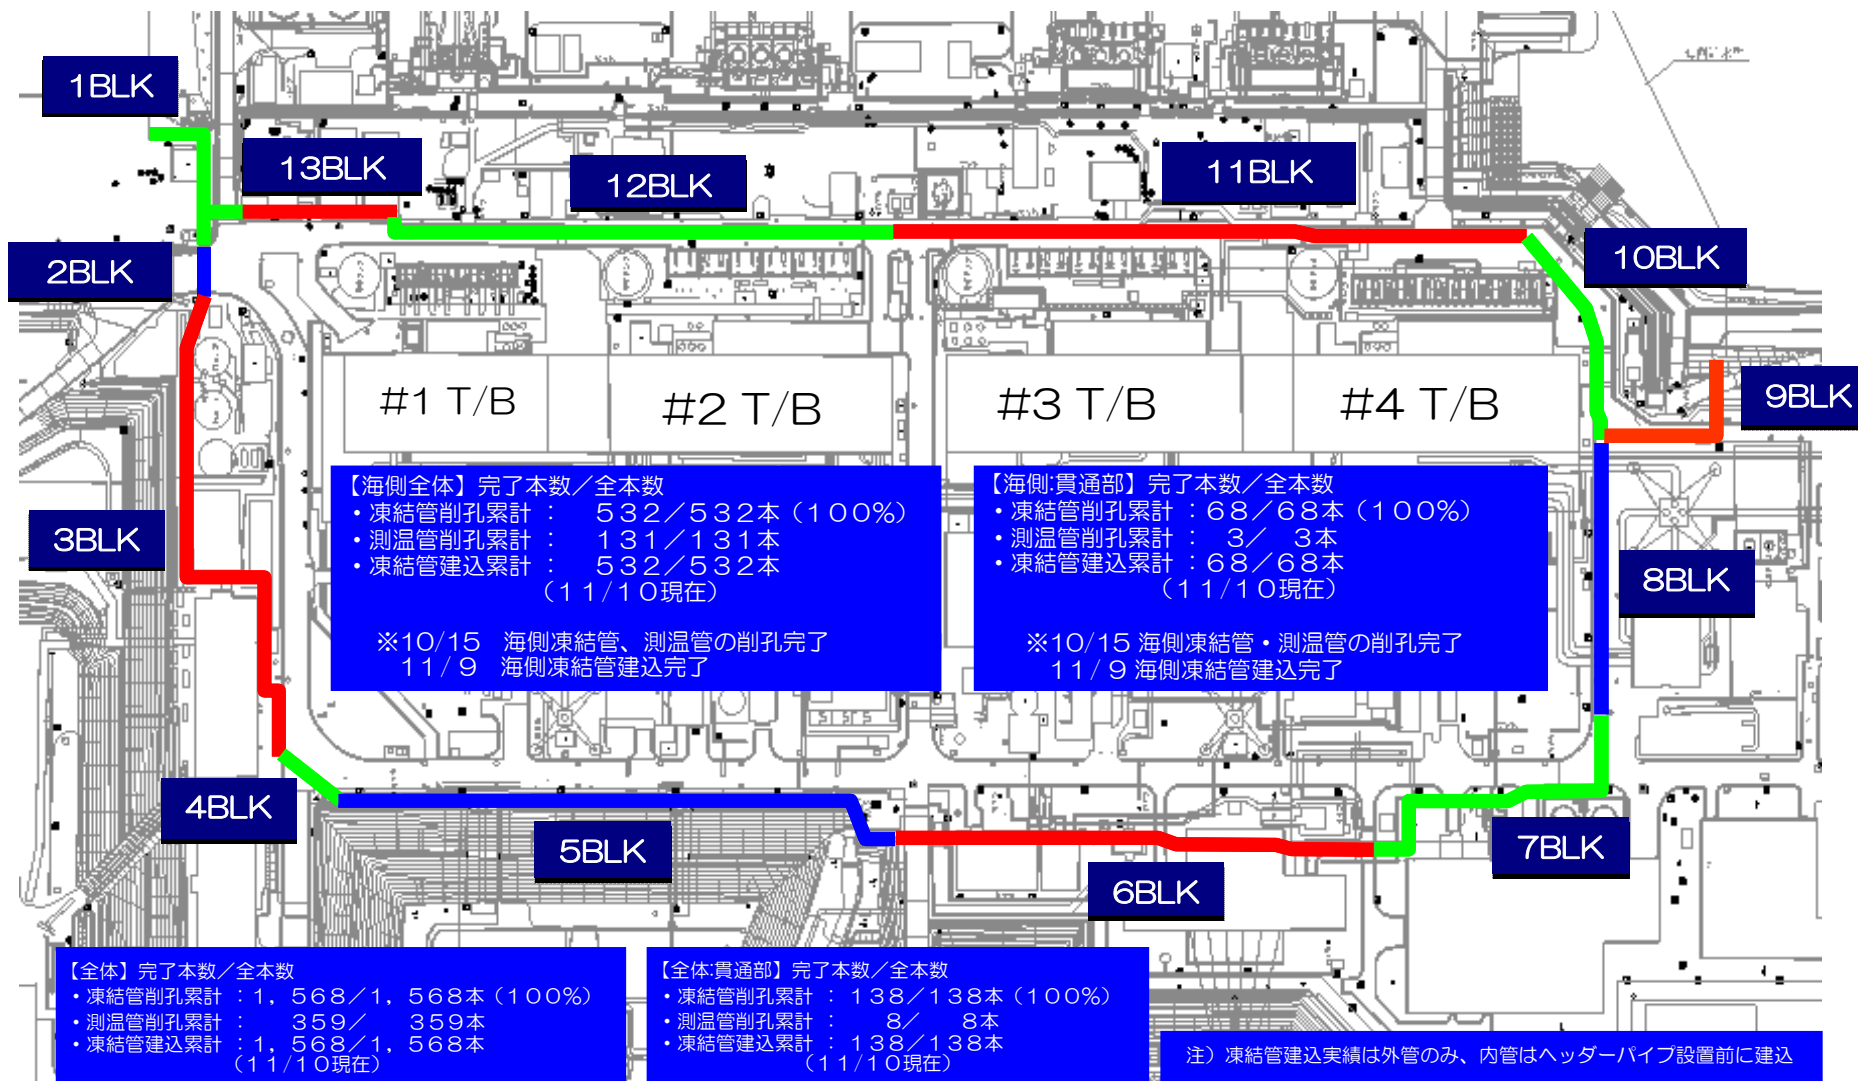 1BLK
13BLK
12BLK
11BLK
2BLK
10BLK
#1 T/B
#2 T/B
#3 T/B
#4 T/B
9BLK
3BLK
8BLK
【海側全体】完了本数／全本数
・凍結管削孔累計 ： ５３２／５３２本（１００％）
・測温管削孔累計 ： １３１／１３１本
・凍結管建込累計 ： ５３２／５３２本
（１１／１０現在）
※10/15 海側凍結管、測温管の削孔完了
11/９ 海側凍結管建込完了
【海側:貫通部】完了本数／全本数
・凍結管削孔累計 ：６８／６８本（１００％）
・測温管削孔累計 ： ３／ ３本
・凍結管建込累計 ：６８／６８本
（１１／１０現在）
※10/15 海側凍結管・測温管の削孔完了
11/９ 海側凍結管建込完了
4BLK
5BLK
6BLK
7BLK
【全体】完了本数／全本数
・凍結管削孔累計 ：１，５６８／１，５６８本（１００％）
・測温管削孔累計 ： ３５９／ ３５９本
・凍結管建込累計 ：１，５６８／１，５６８本
（１１／１０現在）
【全体:貫通部】完了本数／全本数
・凍結管削孔累計 ： １３８／１３８本（１００％）
・測温管削孔累計 ： ８／ ８本
・凍結管建込累計 ： １３８／１３８本
（１１／１０現在）
注）凍結管建込実績は外管のみ、内管はヘッダーパイプ設置前に建込